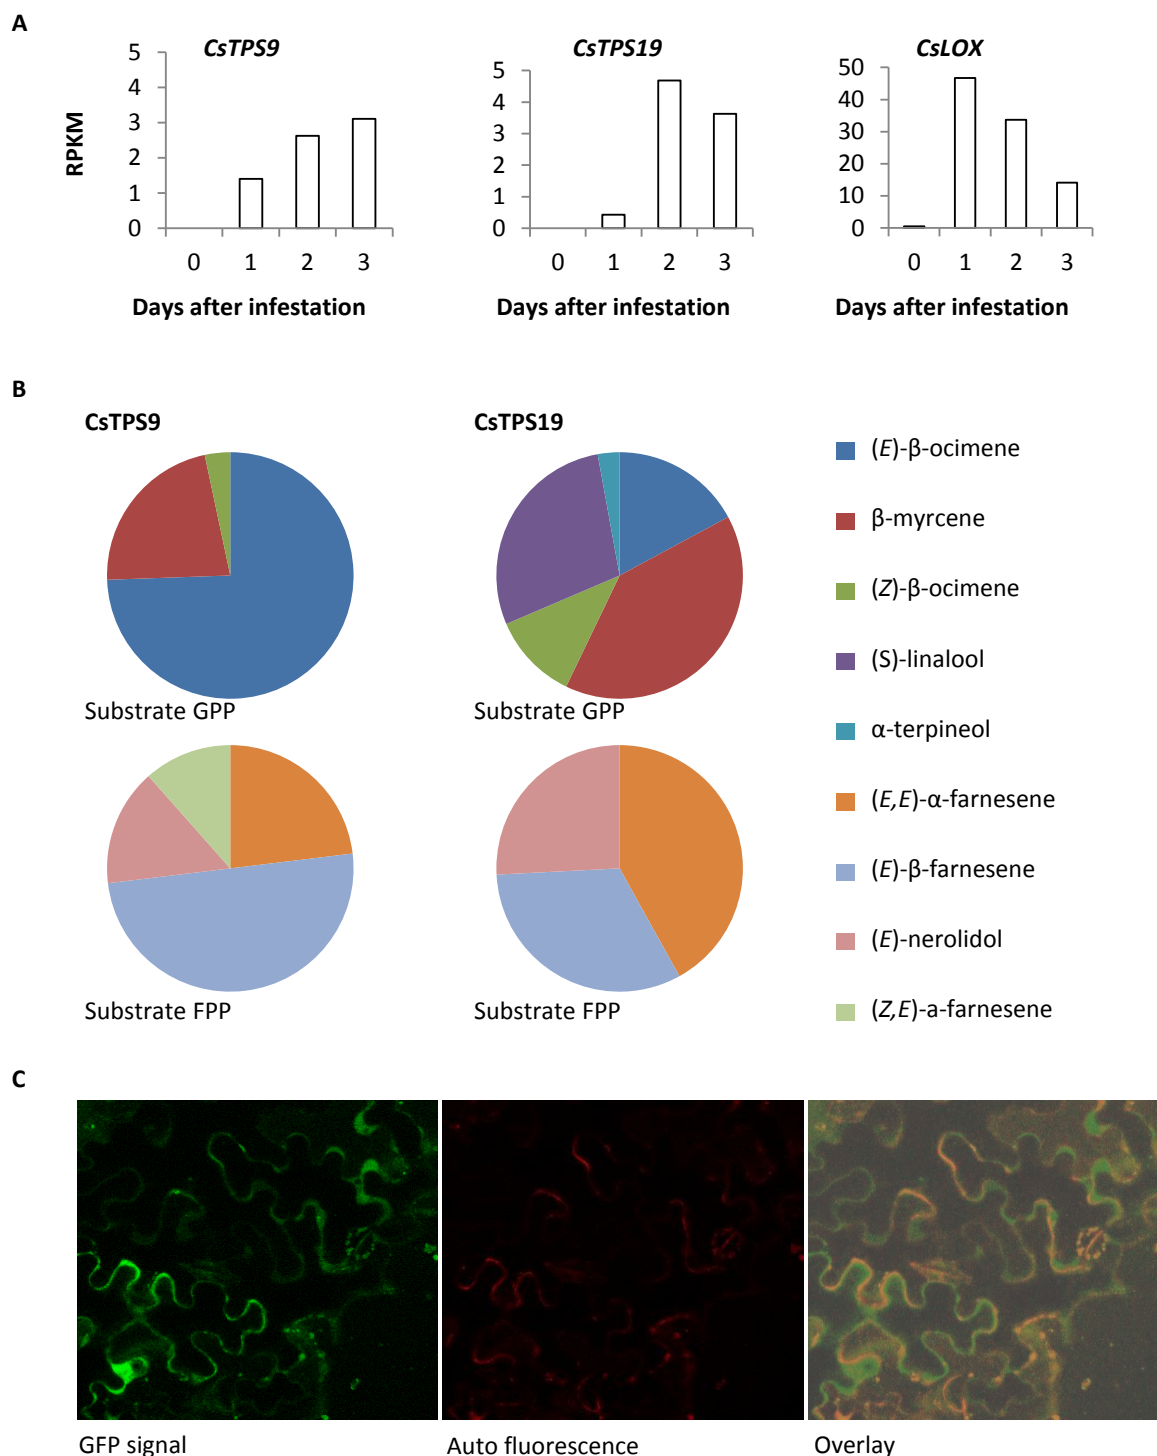 A
CsTPS9
CsTPS19
CsLOX
RPKM
5
4
3
2
1
0
0 1 2 3
Days after infestation
5
4
3
2
1
0
0 1 2 3
Days after infestation
50
40
30
20
10
0
0 1 2 3
Days after infestation
B
CsTPS9
CsTPS19
Substrate GPP
Substrate GPP
Substrate FPP
Substrate FPP
(E)-β-ocimene
β-myrcene
(Z)-β-ocimene
(S)-linalool
α-terpineol
(E,E)-α-farnesene
(E)-β-farnesene
(E)-nerolidol
(Z,E)-a-farnesene
C
GFP signal
Auto fluorescence
Overlay